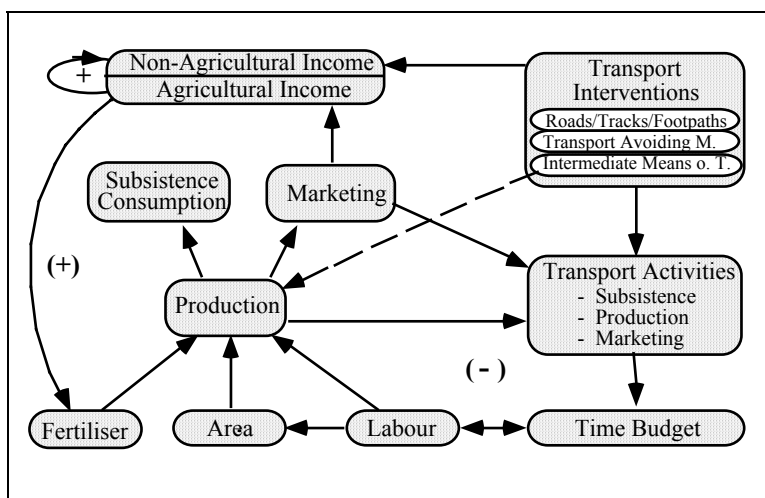 +
Non-Agricultural Income
Agricultural Income
Transport
Interventions
Roads/Tracks/Footpaths
Transport Avoiding M.
Intermediate Means o. T.
Subsistence
Consumption
Marketing
(+)
Production
Transport Activities
- Subsistence
- Production
- Marketing
(-)
Fertiliser
Area
Labour
Time Budget